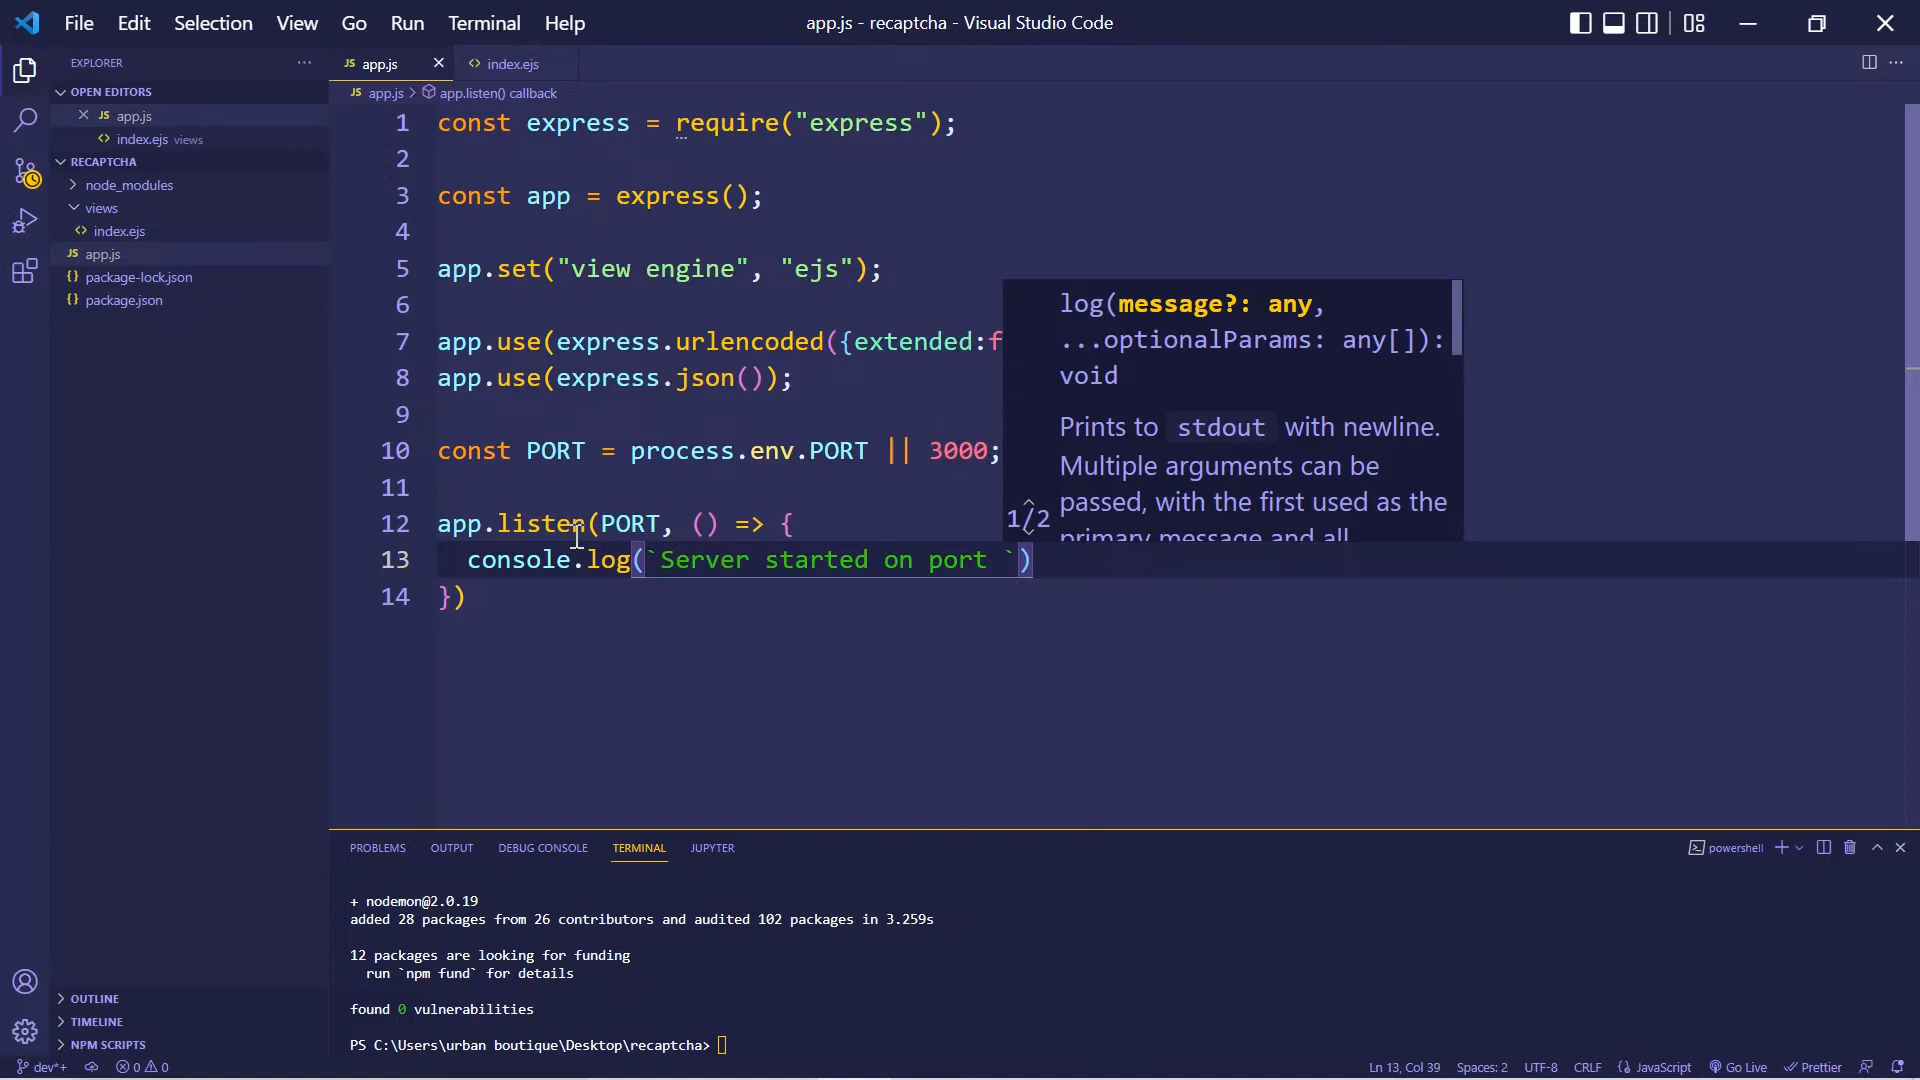 File Edit Selection View Go Run Terminal Help
app.js - recaptcha - Visual Studio Code
EXPLORER
JS app.js
<> index.ejs
OPEN EDITORS
JS app.js > app.listen() callback
JS app.js
<> index.ejs views
RECAPTCHA
node_modules
views
<> index.ejs
JS app.js
{} package-lock.json
{} package.json
OUTLINE
TIMELINE
NPM SCRIPTS
1 const express = require("express");
2
3 const app = express();
4
5 app.set("view engine", "ejs");
6
7 app.use(express.urlencoded({extended:f
8 app.use(express.json());
9
10 const PORT = process.env.PORT || 3000;
11
12 app.listen(PORT, () => {
13 console.log(`Server started on port `)
14 })
log(message?: any,
...optionalParams: any[]):
void
Prints to stdout with newline.
Multiple arguments can be
passed, with the first used as the
primary message and all
1/2
PROBLEMS OUTPUT DEBUG CONSOLE TERMINAL JUPYTER
powershell
+ nodemon@2.0.19
added 28 packages from 26 contributors and audited 102 packages in 3.259s
12 packages are looking for funding
run `npm fund` for details
found 0 vulnerabilities
PS C:\Users\urban boutique\Desktop\recaptcha>
dev*+ 0 0 Ln 13, Col 39 Spaces: 2 UTF-8 CRLF {} JavaScript Go Live Prettier